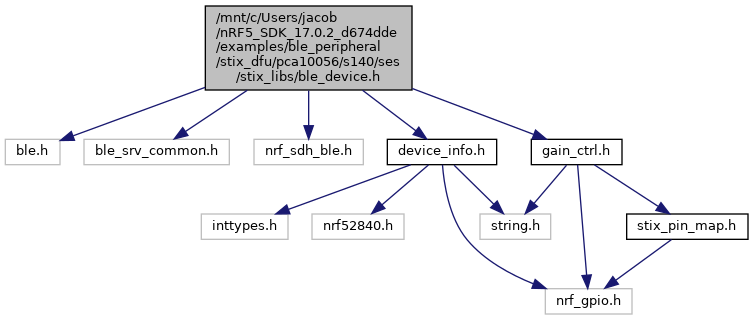 /mnt/c/Users/jacob
/nRF5_SDK_17.0.2_d674dde
/examples/ble_peripheral
/stix_dfu/pca10056/s140/ses
/stix_libs/ble_device.h
ble.h
ble_srv_common.h
nrf_sdh_ble.h
device_info.h
gain_ctrl.h
inttypes.h
nrf52840.h
string.h
stix_pin_map.h
nrf_gpio.h